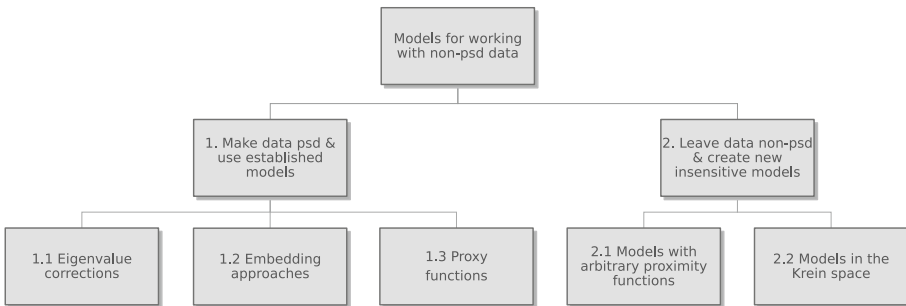 Models for working
with non-psd data
1. Make data psd &
use established
models
2. Leave data non-psd
& create new
insensitive models
1.1 Eigenvalue
corrections
1.2 Embedding
approaches
1.3 Proxy
functions
2.1 Models with
arbitrary proximity
functions
2.2 Models in the
Krein space